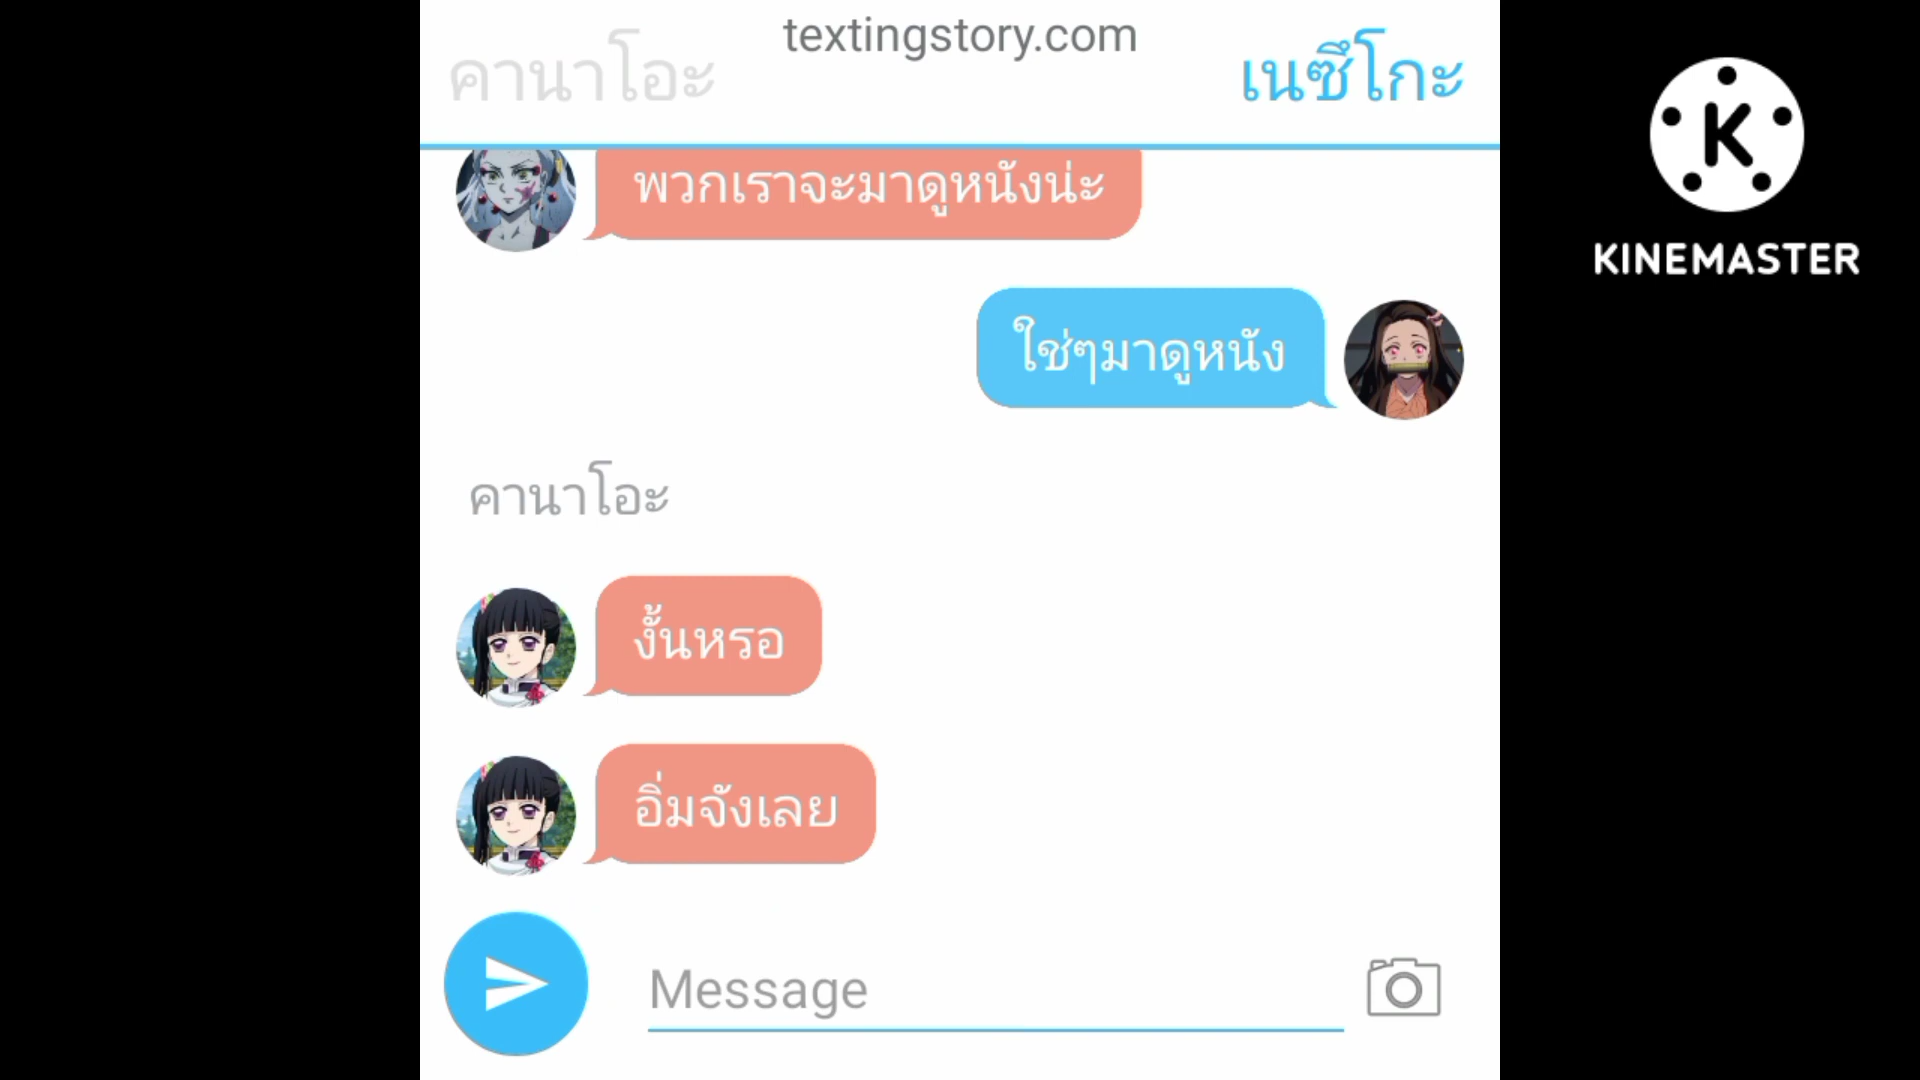 textingstory.com
คานาโอะ
เนซึโกะ
พวกเราจะมาดูหนังน่ะ
ใช่ๆมาดูหนัง
คานาโอะ
งั้นหรอ
อิ่มจังเลย
Message
K
KINEMASTER